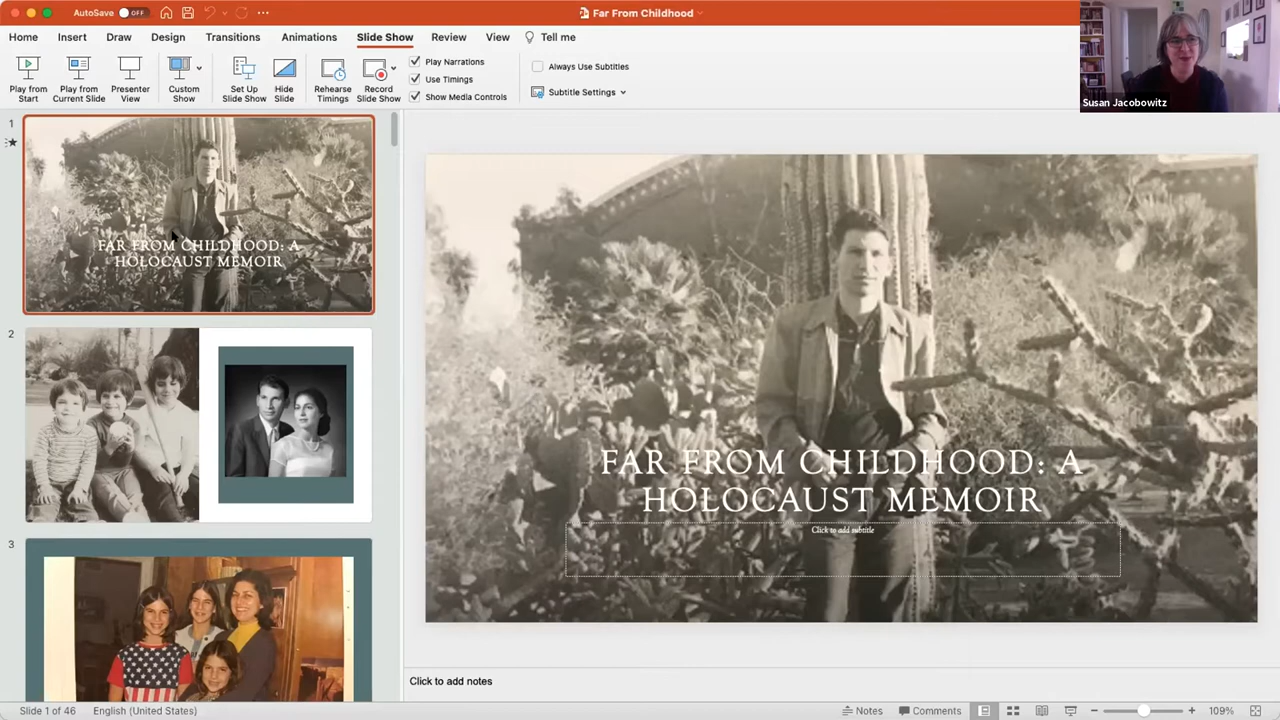 AutoSave
OFF
Far From Childhood
Home
Insert
Draw
Design
Transitions
Animations
Slide Show
Review
View
Tell me
Play from
Start
Play from
Current Slide
Presenter
View
Custom
Show
Set Up
Slide Show
Hide
Slide
Rehearse
Timings
Record
Slide Show
Play Narrations
Use Timings
Show Media Controls
Always Use Subtitles
Subtitle Settings
Susan Jacobowitz
1
FAR FROM CHILDHOOD: A
HOLOCAUST MEMOIR
2
3
FAR FROM CHILDHOOD: A
HOLOCAUST MEMOIR
Click to add subtitle
Click to add notes
Slide 1 of 46
English (United States)
Notes
Comments
109%